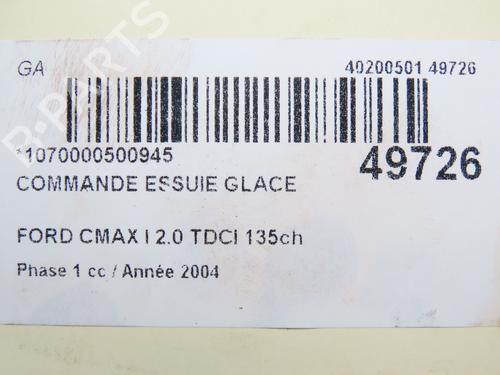 GA
40200501 49726
*1070000500945
49726
COMMANDE ESSUIE GLACE
FORD CMAX I 2.0 TDCI 135ch
Phase 1 cc / Année 2004
B-PARTS